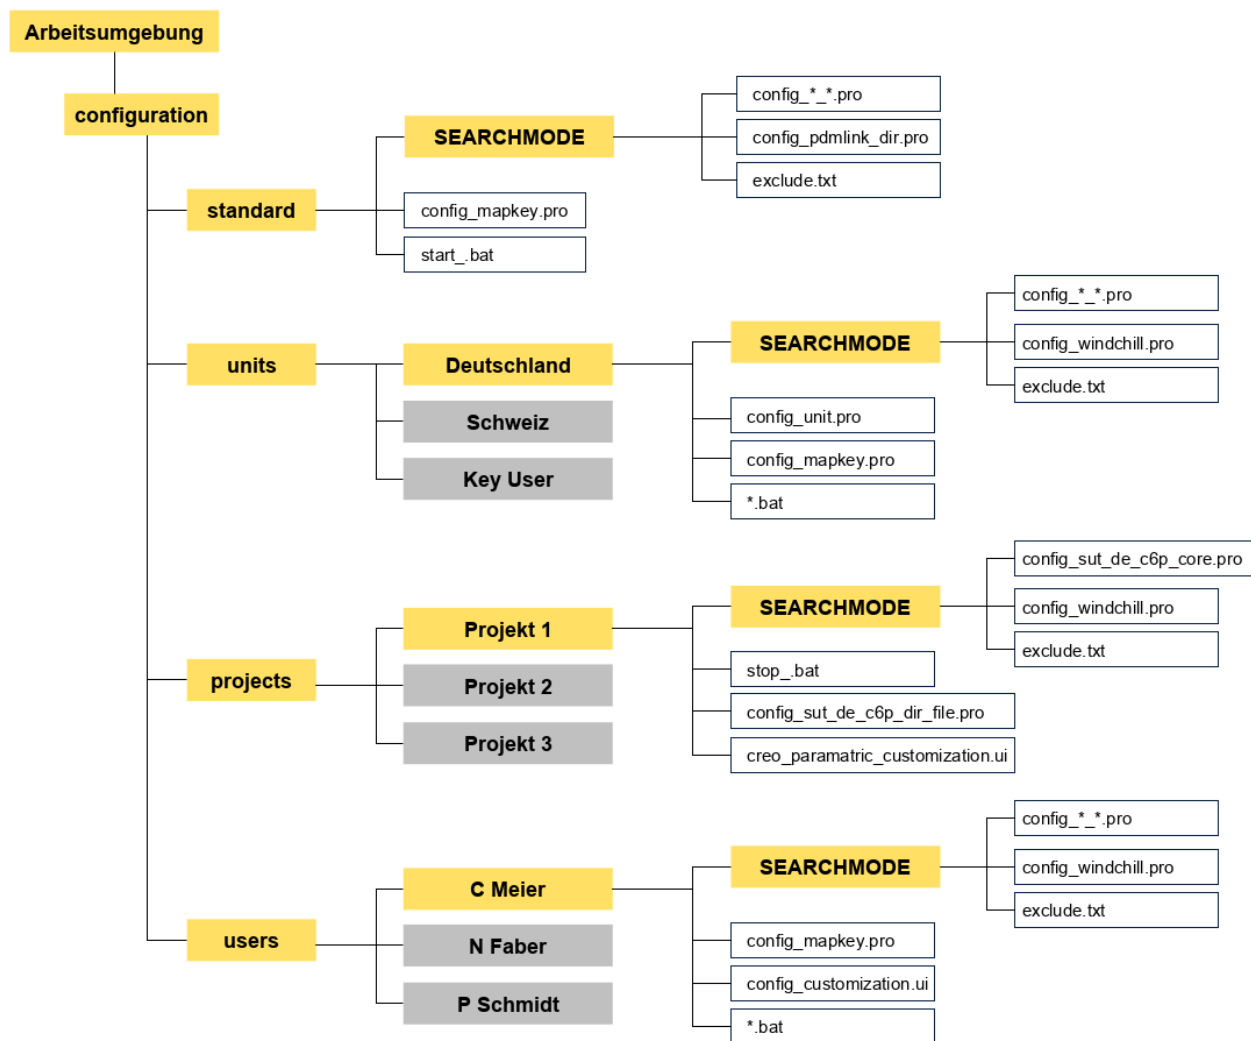 Arbeitsumgebung
configuration
standard
SEARCHMODE
config_*_*.pro
config_pdmlink_dir.pro
exclude.txt
config_mapkey.pro
start_.bat
units
Deutschland
SEARCHMODE
config_*_*.pro
config_windchill.pro
exclude.txt
config_unit.pro
config_mapkey.pro
*.bat
Schweiz
Key User
projects
Projekt 1
SEARCHMODE
config_sut_de_c6p_core.pro
config_windchill.pro
exclude.txt
stop_.bat
config_sut_de_c6p_dir_file.pro
creo_paramatric_customization.ui
Projekt 2
Projekt 3
users
C Meier
SEARCHMODE
config_*_*.pro
config_windchill.pro
exclude.txt
config_mapkey.pro
config_customization.ui
*.bat
N Faber
P Schmidt